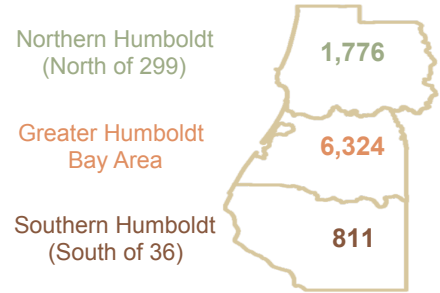 Northern Humboldt
(North of 299)
1,776
Greater Humboldt
Bay Area
6,324
Southern Humboldt
(South of 36)
811